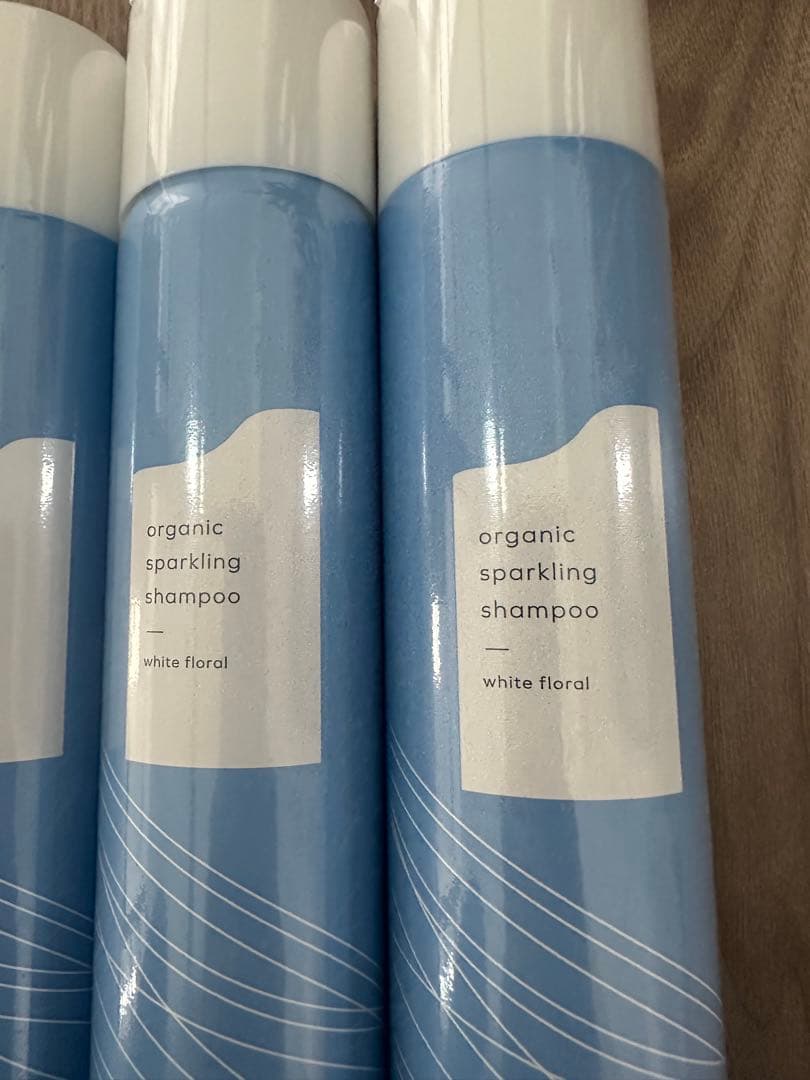 organic
sparkling
shampoo
—
white floral
organic
sparkling
shampoo
—
white floral